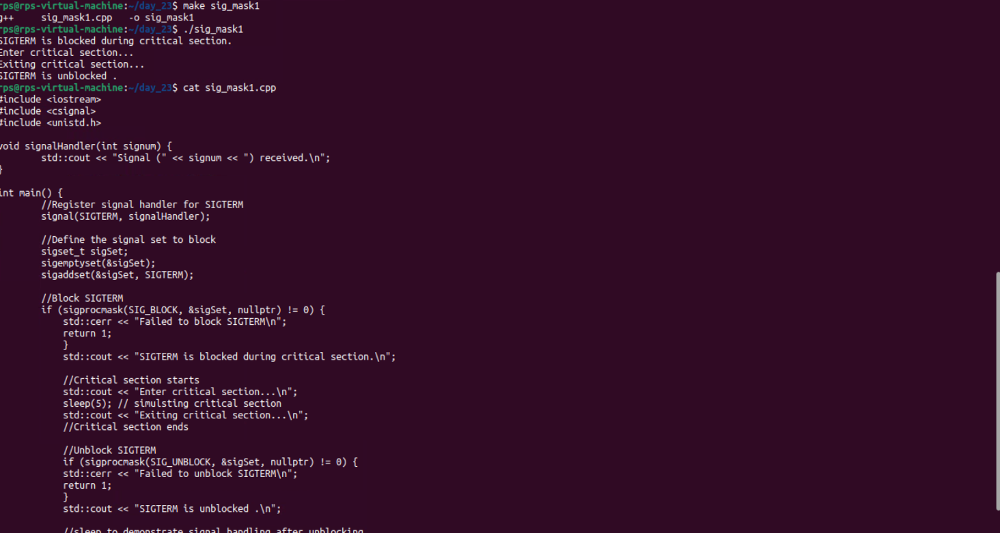 rps@rps-virtual-machine:~/day_23$ make sig_mask1
g++     sig_mask1.cpp   -o sig_mask1
rps@rps-virtual-machine:~/day_23$ ./sig_mask1
SIGTERM is blocked during critical section.
Enter critical section...
Exiting critical section...
SIGTERM is unblocked .
rps@rps-virtual-machine:~/day_23$ cat sig_mask1.cpp
#include <iostream>
#include <csignal>
#include <unistd.h>
void signalHandler(int signum) {
        std::cout << "Signal (" << signum << ") received.\n";
}
int main() {
        //Register signal handler for SIGTERM
        signal(SIGTERM, signalHandler);
        //Define the signal set to block
        sigset_t sigSet;
        sigemptyset(&sigSet);
        sigaddset(&sigSet, SIGTERM);
        //Block SIGTERM
        if (sigprocmask(SIG_BLOCK, &sigSet, nullptr) != 0) {
            std::cerr << "Failed to block SIGTERM\n";
            return 1;
            }
            std::cout << "SIGTERM is blocked during critical section.\n";
            //Critical section starts
            std::cout << "Enter critical section...\n";
            sleep(5); // simulsting critical section
            std::cout << "Exiting critical section...\n";
            //Critical section ends
            //Unblock SIGTERM
            if (sigprocmask(SIG_UNBLOCK, &sigSet, nullptr) != 0) {
            std::cerr << "Failed to unblock SIGTERM\n";
            return 1;
            }
            std::cout << "SIGTERM is unblocked .\n";
            //sleep to demonstrate signal handling after unblocking